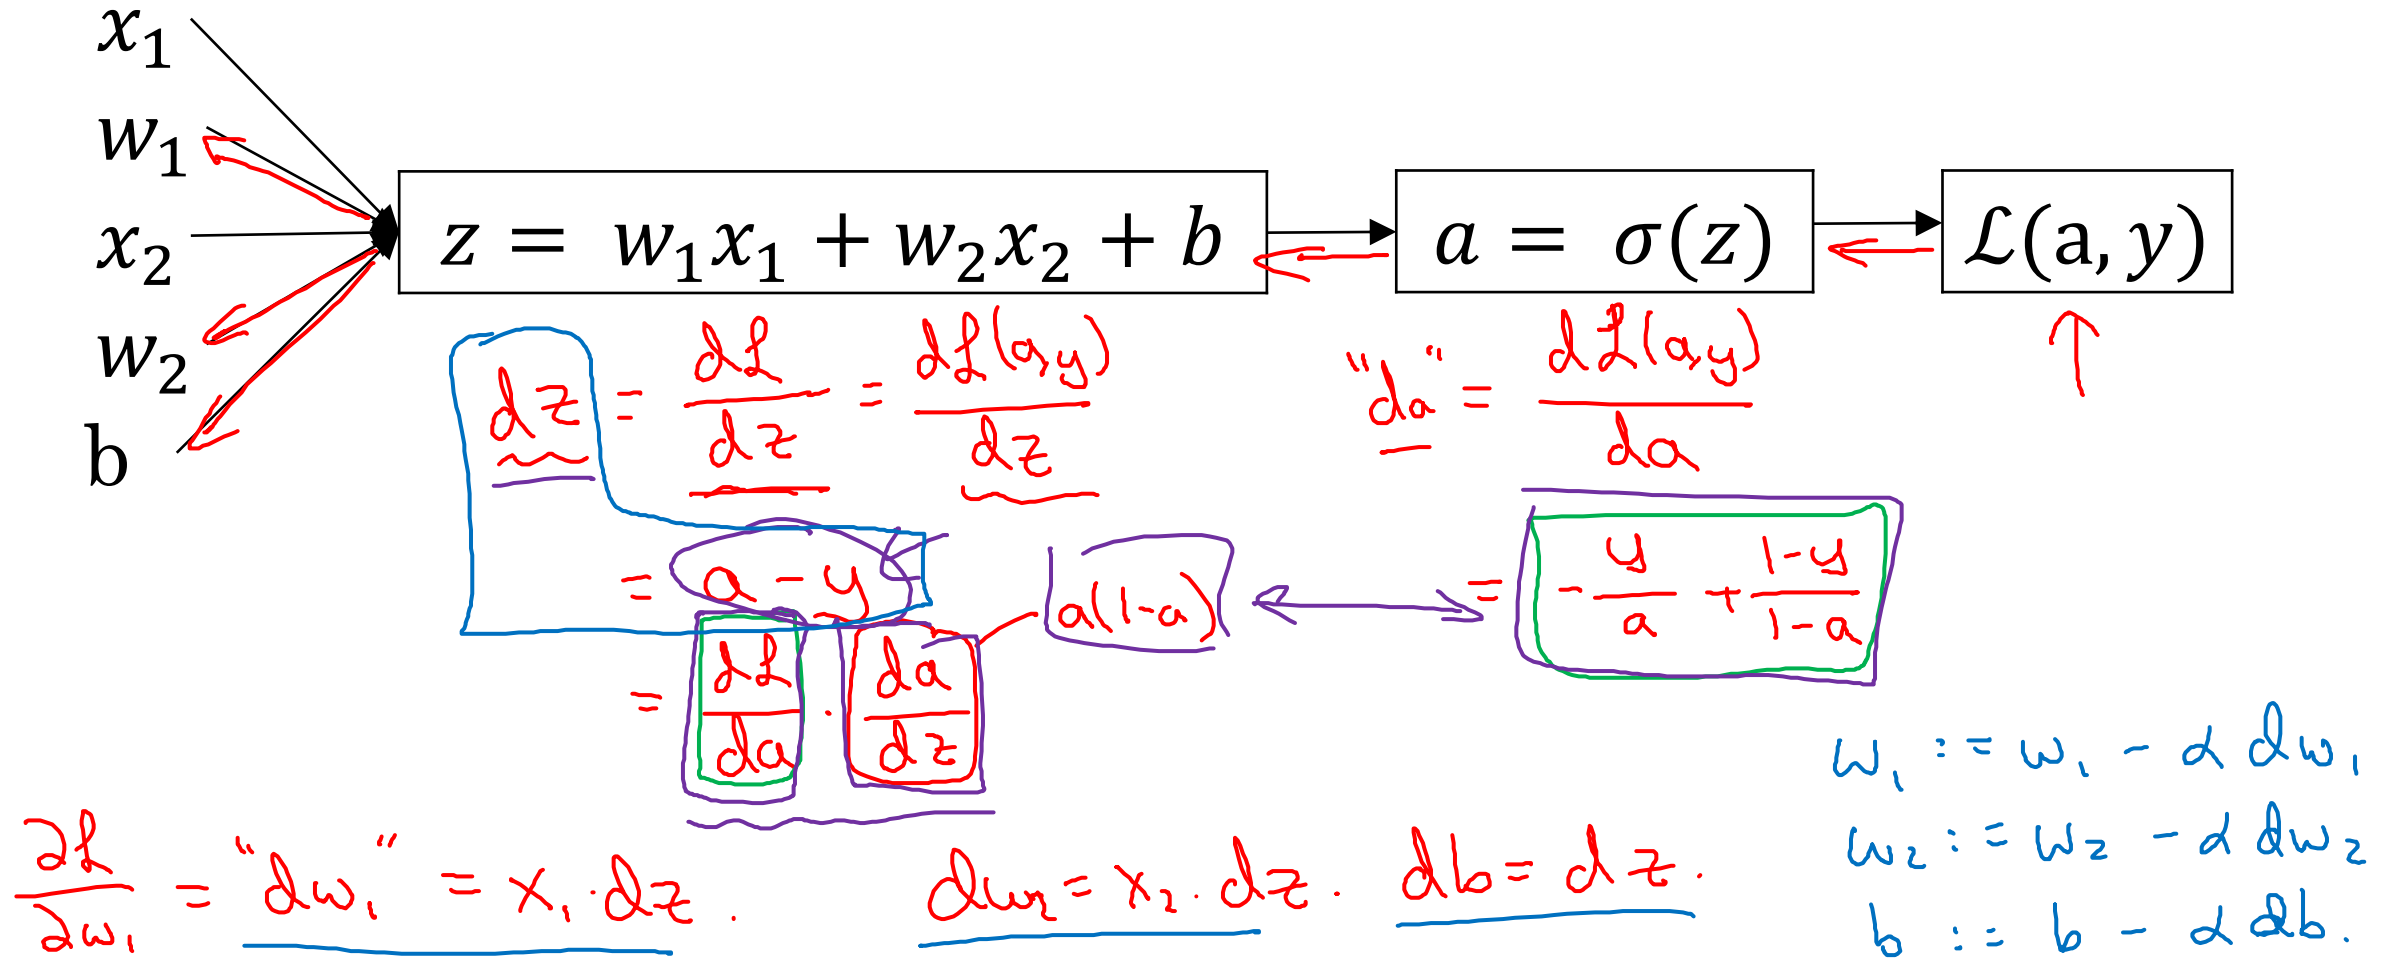 x₁
w₁
x₂
w₂
b
z = w₁x₁ + w₂x₂ + b
a = σ(z)
ℒ(a, y)
dz = dℒ/dz = dℒ(a,y)/dz
= a - y
= dℒ/da · da/dz
a(1-a)
"da" = dℒ(a,y)/da
= - y/a + 1-y/1-a
∂ℒ/∂w₁ = "dw₁" = x₁ · dz .
dw₂ = x₂ · dz .
db = dz .
w₁ := w₁ - α dw₁
w₂ := w₂ - α dw₂
b := b - α db.